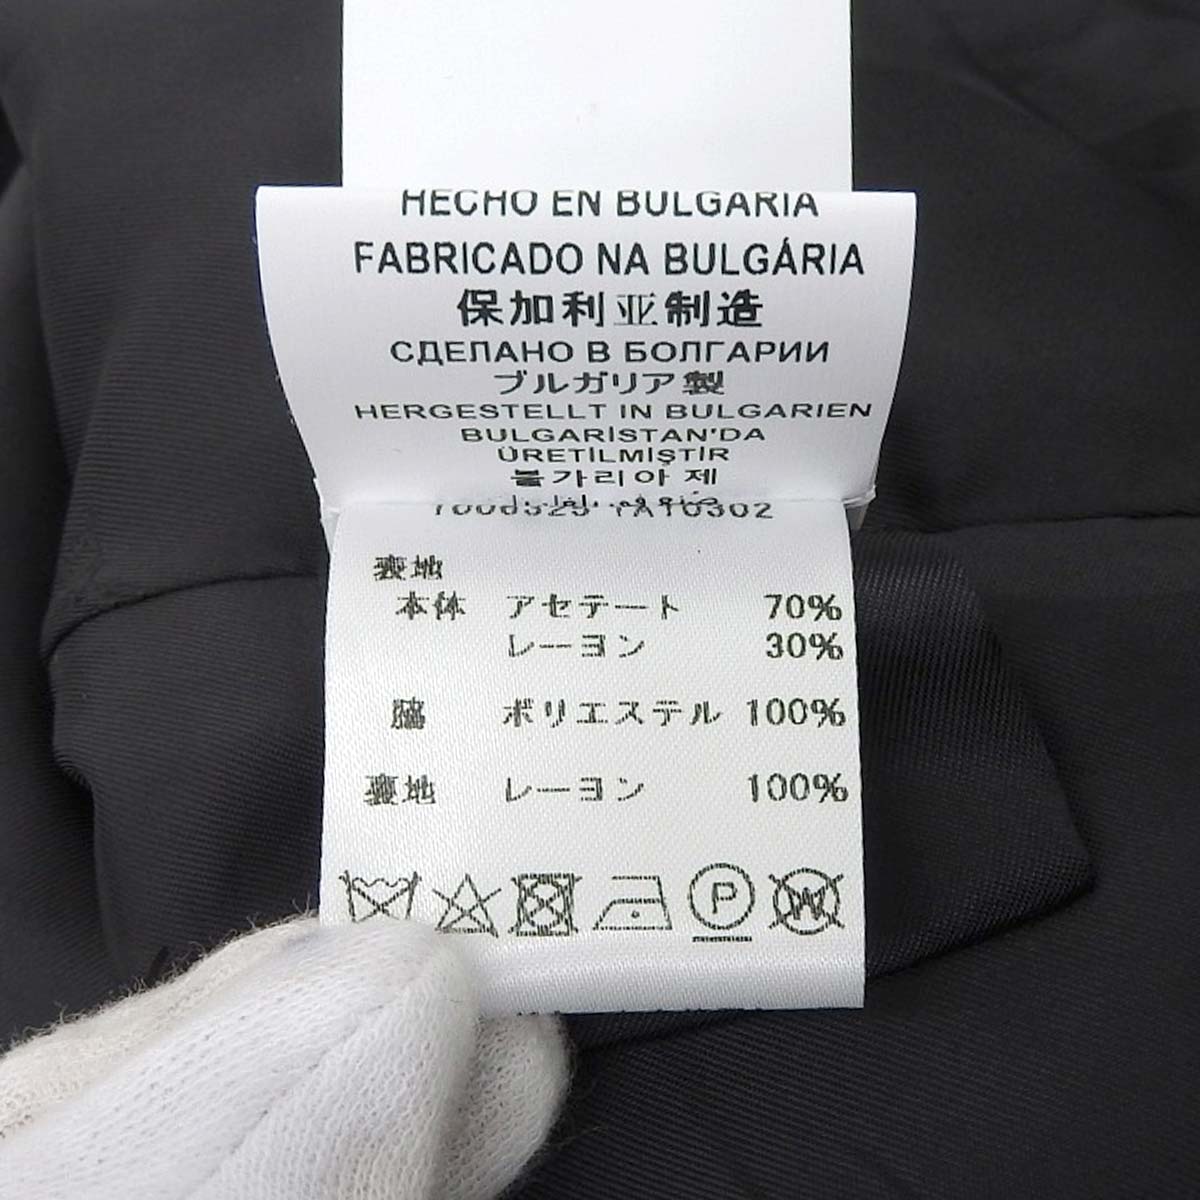 HECHO EN BULGARIA
FABRICADO NA BULGÁRIA
保加利亚制造
СДЕЛАНО В БОЛГАРИИ
ブルガリア製
HERGESTELLT IN BULGARIEN
BULGARİSTAN'DA
ÜRETİLMİŞTİR
불가리아 제
表地
本体 アセテート 70%
レーヨン 30%
脇 ポリエステル 100%
裏地 レーヨン 100%
P W